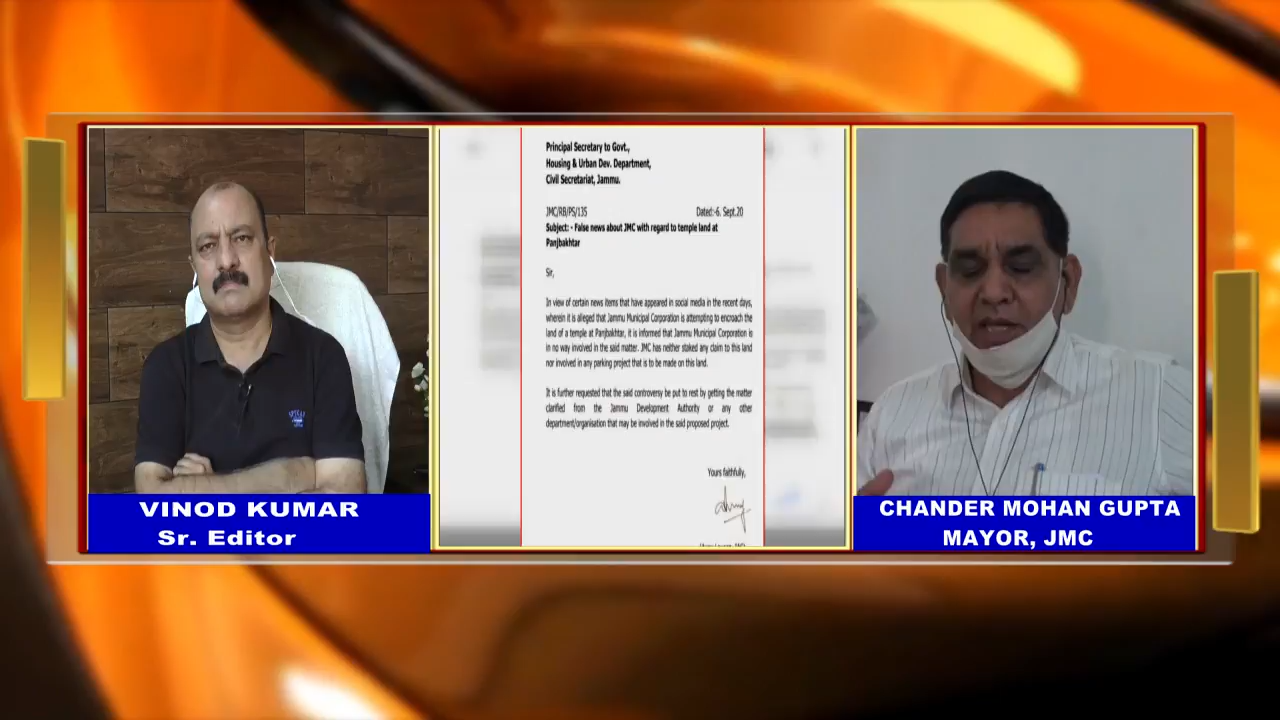 VINOD KUMAR
Sr. Editor
Principal Secretary to Govt.,
Housing & Urban Dev. Department,
Civil Secretariat, Jammu.
JMC/RB/PS/135 Dated:-6. Sept.20
Subject: - False news about JMC with regard to temple land at
Panjbakhtar
Sir,
In view of certain news items that have appeared in social media in the recent days,
wherein it is alleged that Jammu Municipal Corporation is attempting to encroach the
land of a temple at Panjbakhtar, it is informed that Jammu Municipal Corporation is
in no way involved in the said matter. JMC has neither staked any claim to this land
nor involved in any parking project that is to be made on this land.
It is further requested that the said controversy be put to rest by getting the matter
clarified from the Jammu Development Authority or any other
department/organisation that may be involved in the said proposed project.
Yours faithfully,
CHANDER MOHAN GUPTA
MAYOR, JMC